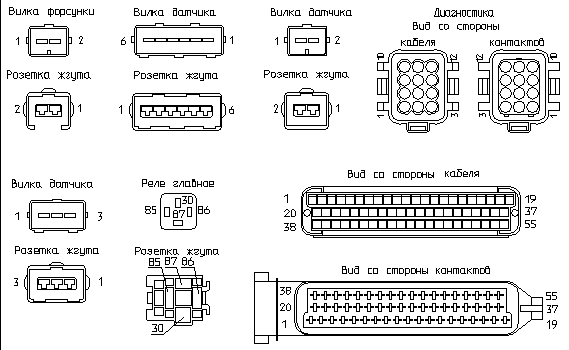 Вилка форсунки
1 2
Розетка жгута
2 1
Вилка датчика
6 1
Розетка жгута
1 6
Вилка датчика
1 2
Розетка жгута
2 1
Диагностика
Вид со стороны
кабеля контактов
10 12 12 10
1 3 3 1
Вилка датчика
1 3
Розетка жгута
3 1
Реле главное
30
85 87 86
Розетка жгута
85 87 86
30
Вид со стороны кабеля
1 19
20 37
38 55
Вид со стороны контактов
38 55
20 37
1 19